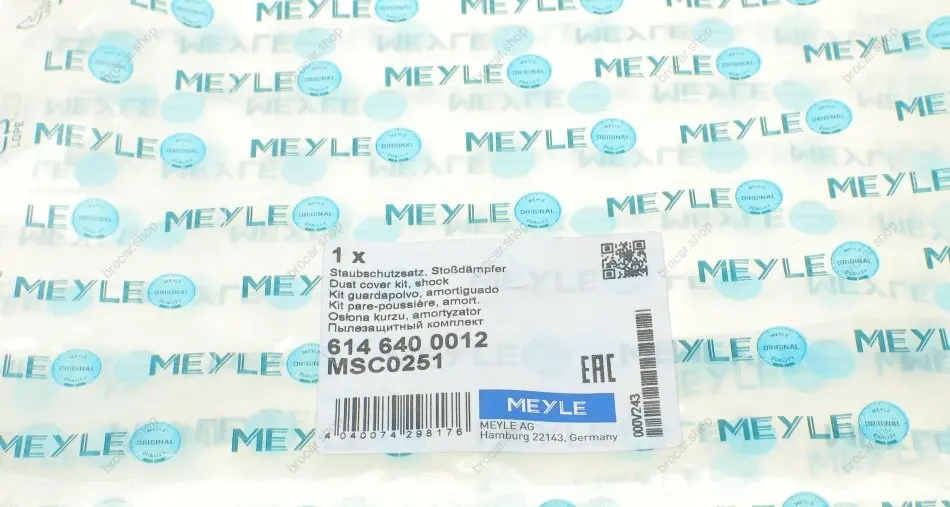 MEYLE
MEYLE ORIGINAL QUALITY
1 x
Staubschutzsatz, Stoßdämpfer
Dust cover kit, shock
Kit guardapolvo, amortiguado
Kit pare-poussière, amort.
Osłona kurzu, amortyzator
Пылезащитный комплект
614 640 0012
MSC0251
EAC
000V243
4 040074 298176
MEYLE
MEYLE AG
Hamburg 22143, Germany
brocar.shop